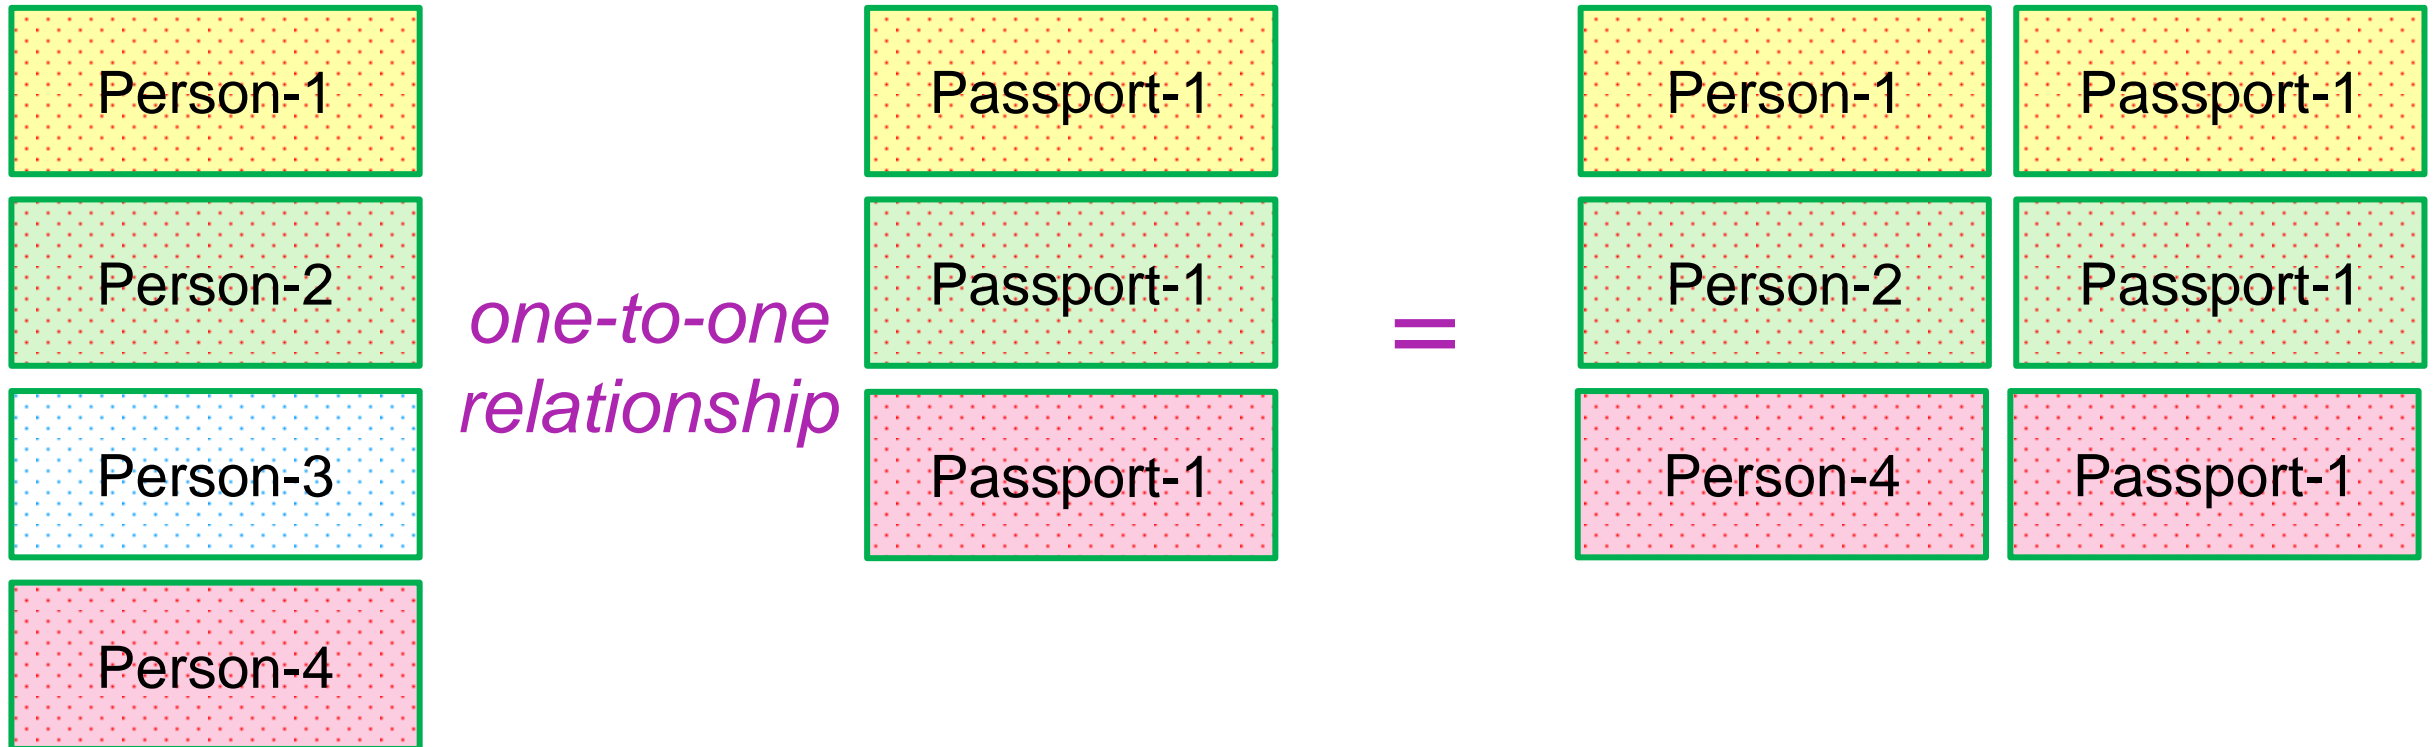 Person-1
Person-2
Person-3
Person-4
one-to-one
relationship
Passport-1
Passport-1
Passport-1
=
Person-1
Passport-1
Person-2
Passport-1
Person-4
Passport-1